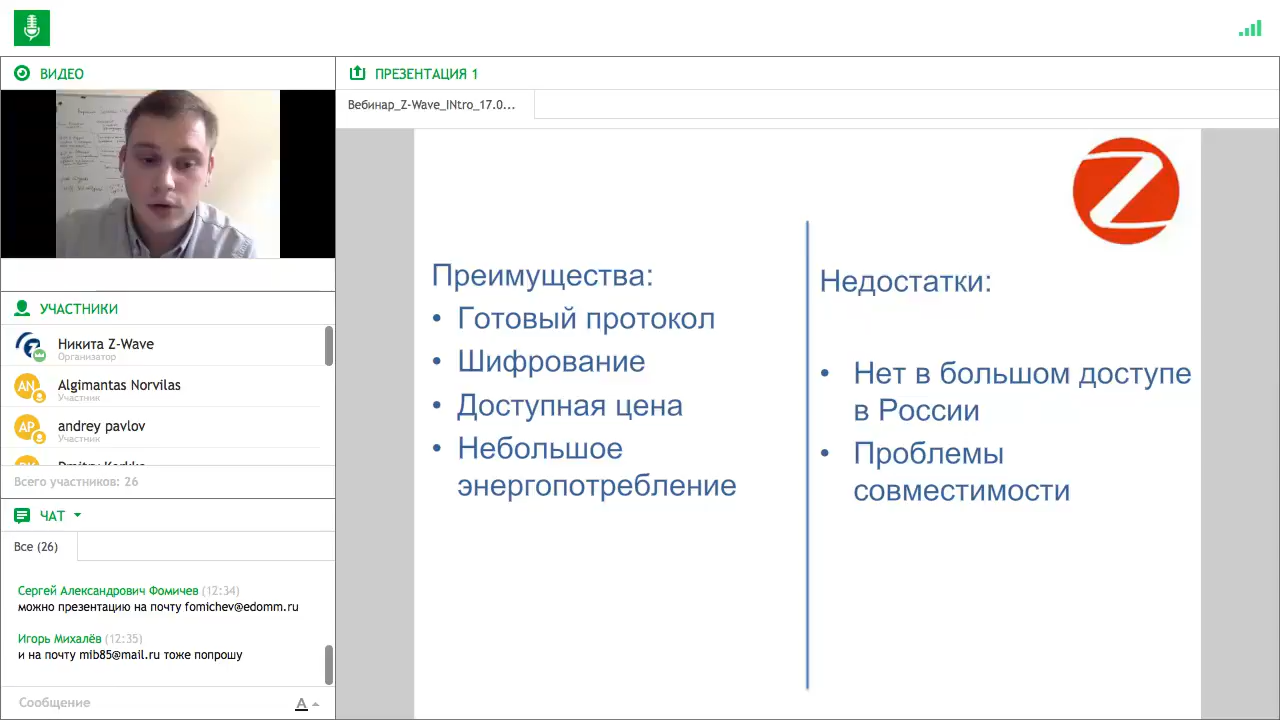 ВИДЕО
УЧАСТНИКИ
Никита Z-Wave
Организатор
Algimantas Norvilas
Участник
andrey pavlov
Участник
Всего участников: 26
ЧАТ
Все (26)
Сергей Александрович Фомичев (12:34)
можно презентацию на почту fomichev@edomm.ru
Игорь Михалёв (12:35)
и на почту mib85@mail.ru тоже попрошу
Сообщение
A
ПРЕЗЕНТАЦИЯ 1
Вебинар_Z-Wave_INtro_17.0...
Z
Преимущества:
• Готовый протокол
• Шифрование
• Доступная цена
• Небольшое
энергопотребление
Недостатки:
• Нет в большом доступе
в России
• Проблемы
совместимости